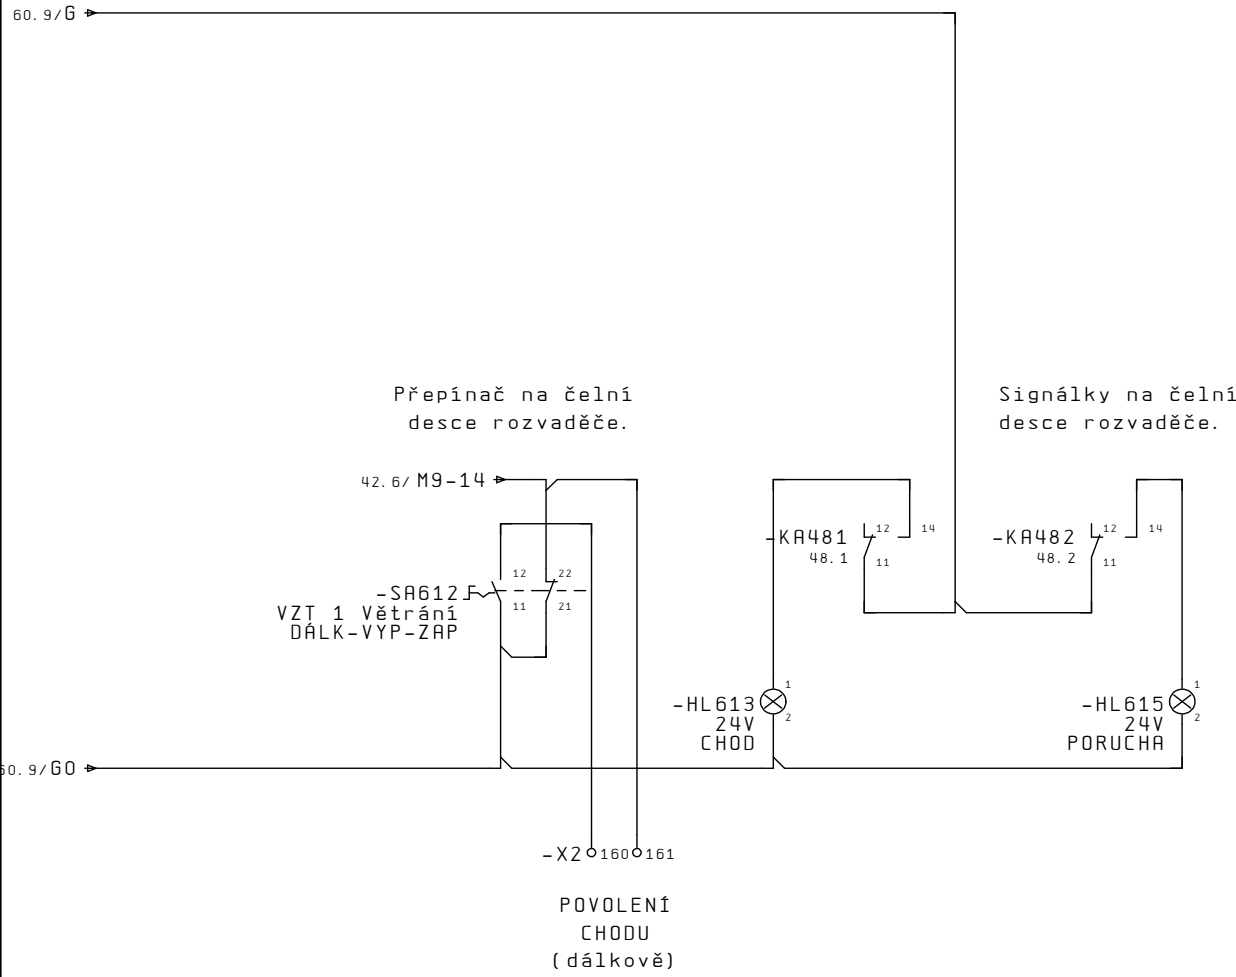 60.9/G
Přepínač na čelní
desce rozvaděče.
Signálky na čelní
desce rozvaděče.
42.6/ M9-14
-KA481
48.1
12
14
11
-KA482
48.2
12
14
11
-SA612
VZT 1 Větrání
DÁLK-VYP-ZAP
12
22
11
21
-HL613
24V
CHOD
1
2
-HL615
24V
PORUCHA
1
2
60.9/G0
-X2 160 161
POVOLENÍ
CHODU
(dálkově)